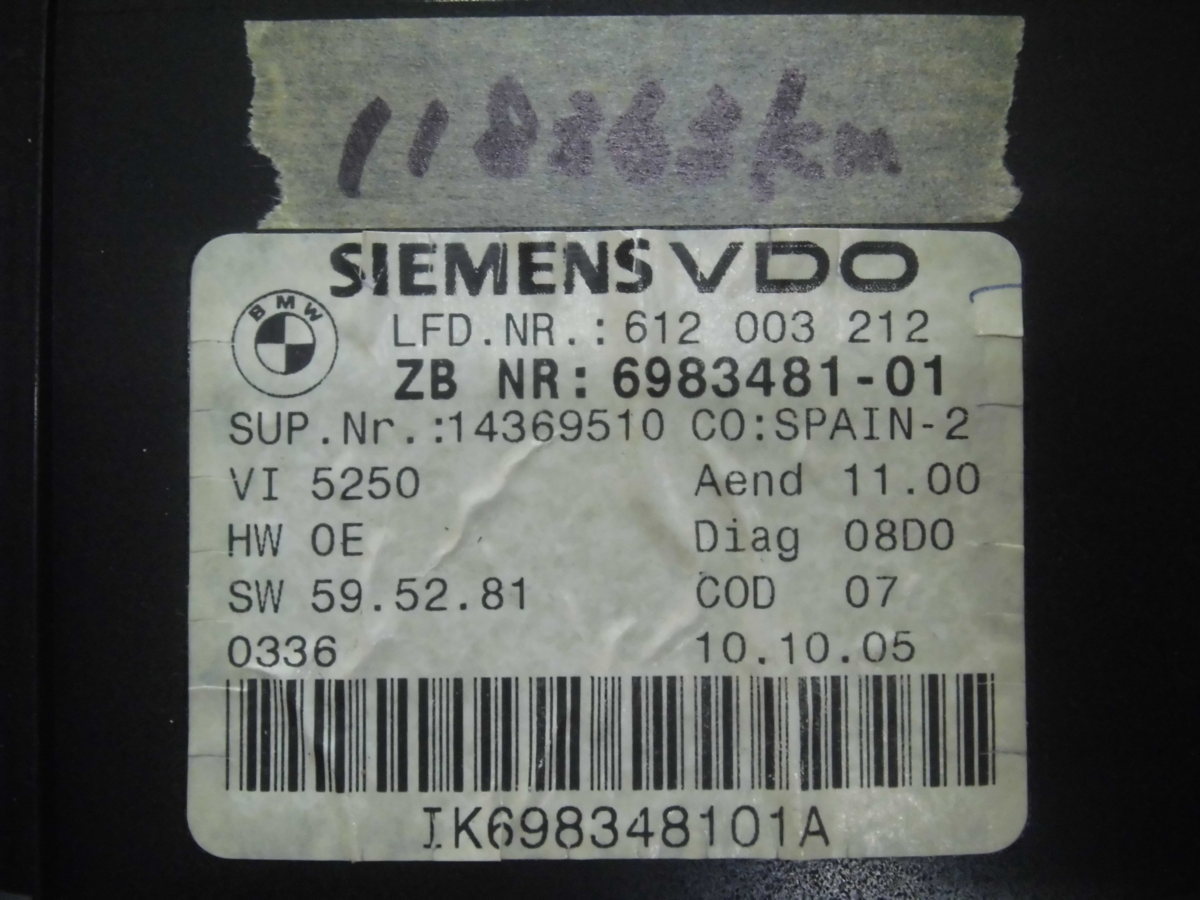 118363km
SIEMENS VDO
BMW
LFD.NR.: 612 003 212
ZB NR: 6983481-01
SUP.Nr.:14369510 CO:SPAIN-2
VI 5250 Aend 11.00
HW 0E Diag 08D0
SW 59.52.81 COD 07
0336 10.10.05
IK698348101A